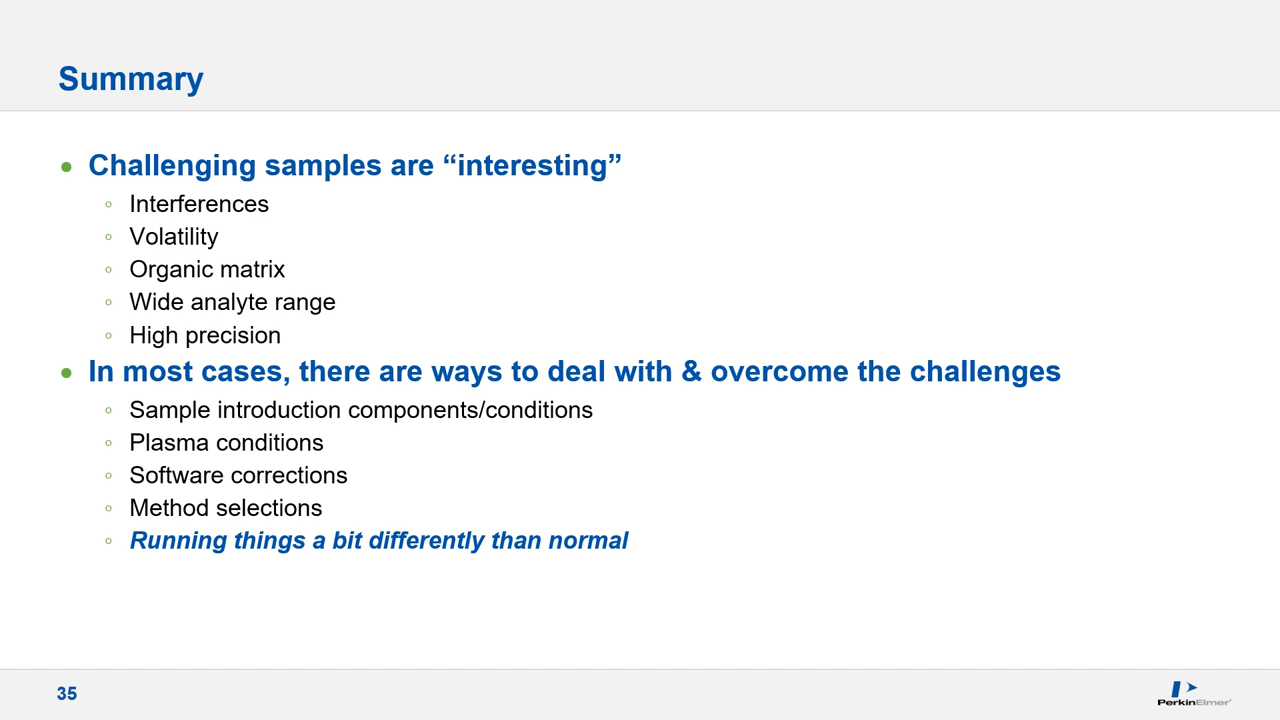 Summary
Challenging samples are “interesting”
Interferences
Volatility
Organic matrix
Wide analyte range
High precision
In most cases, there are ways to deal with & overcome the challenges
Sample introduction components/conditions
Plasma conditions
Software corrections
Method selections
Running things a bit differently than normal
35
PerkinElmer